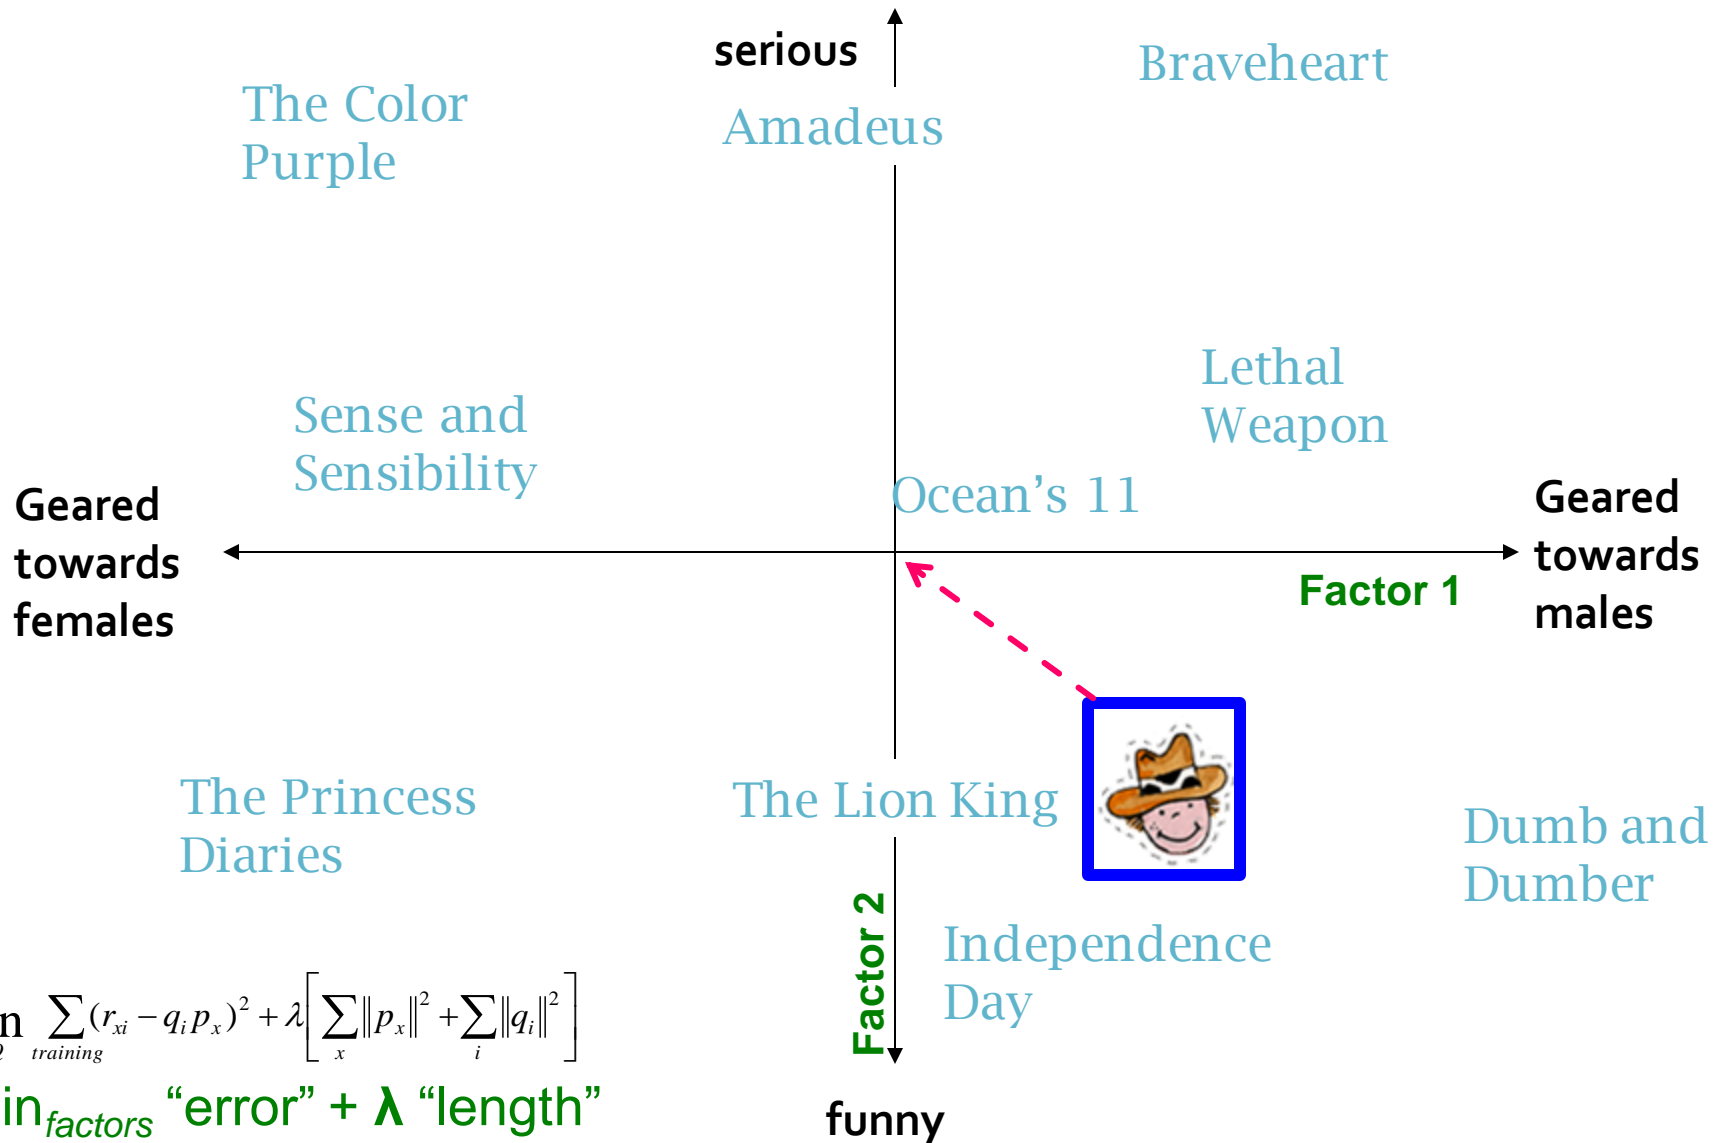 serious
Braveheart
The Color
Purple
Amadeus
Lethal
Weapon
Sense and
Sensibility
Ocean’s 11
Geared
towards
females
Geared
towards
males
Factor 1
The Princess
Diaries
The Lion King
Dumb and
Dumber
Factor 2
Independence
Day
n ∑ (r_xi − q_i p_x)² + λ[ ∑ ‖p_x‖² + ∑ ‖q_i‖² ]
Q training x i
in factors “error” + λ “length”
funny